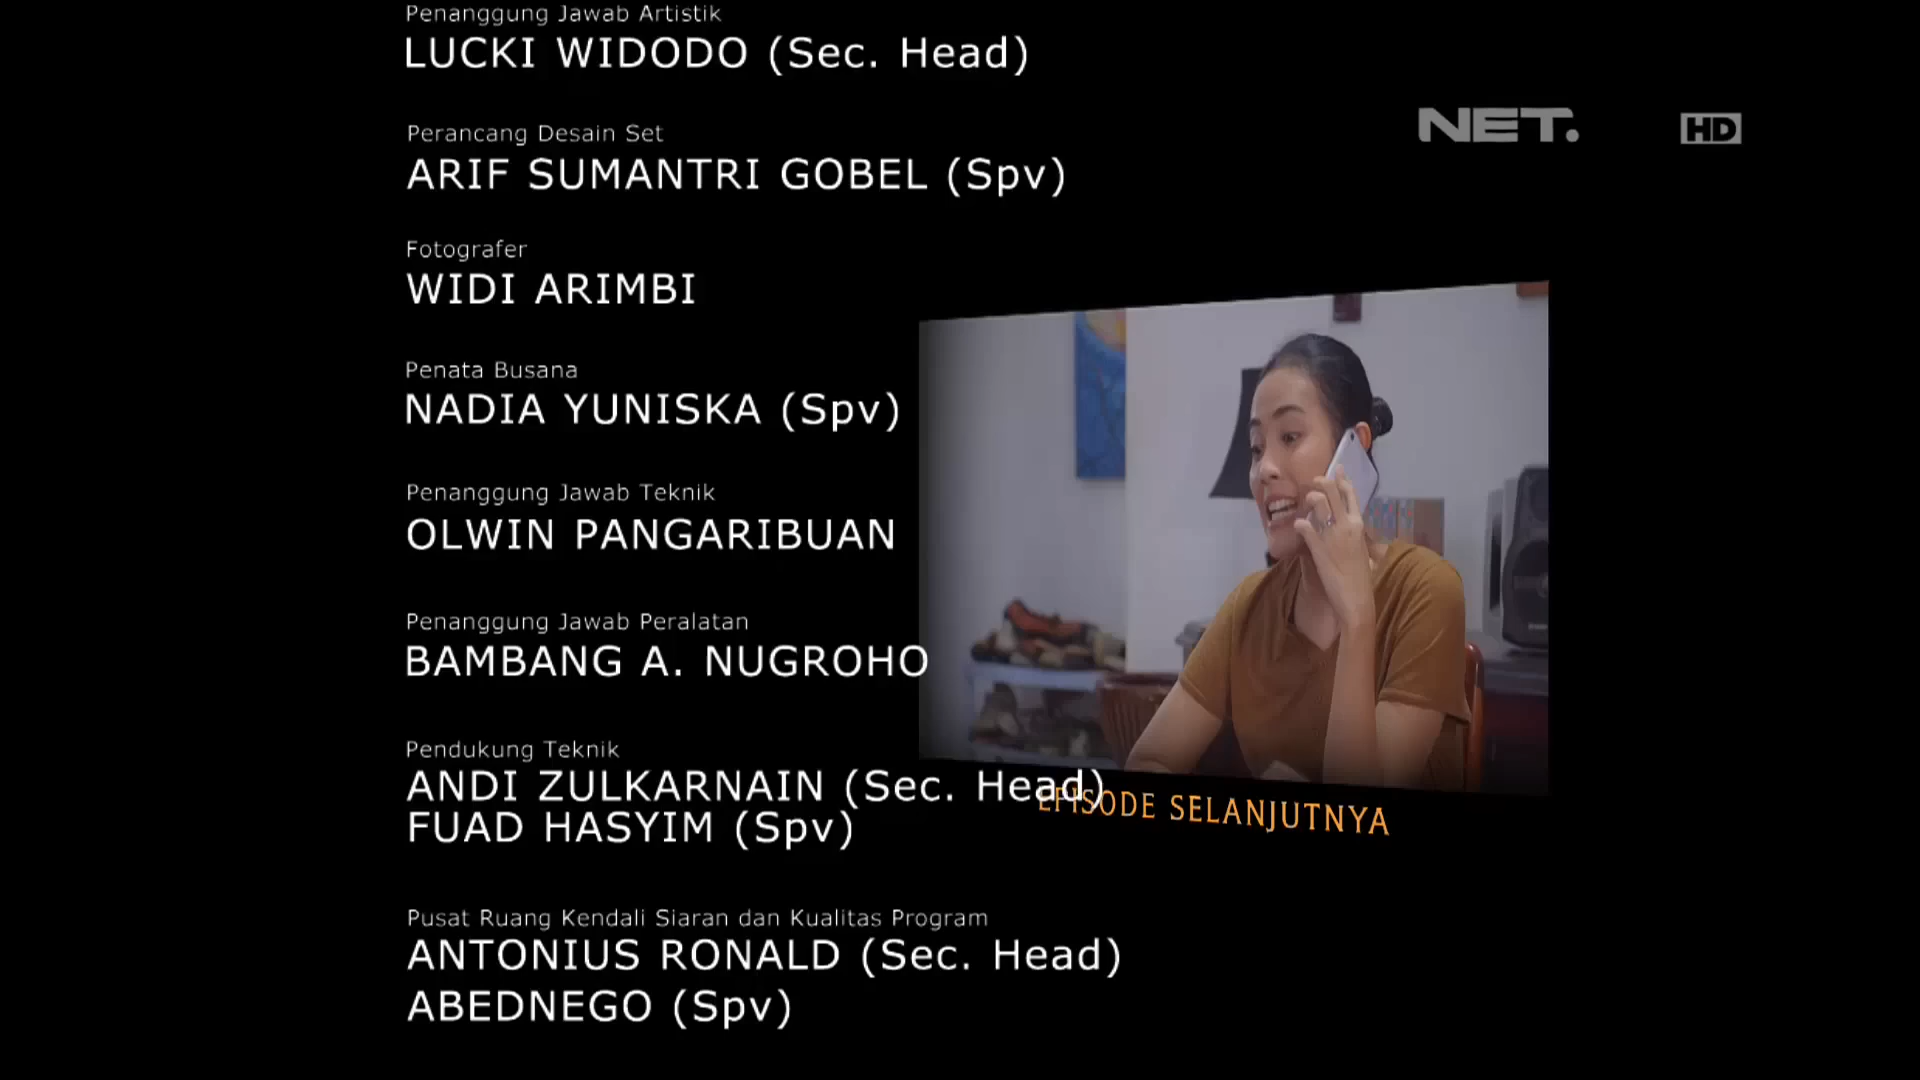 Penanggung Jawab Artistik
LUCKI WIDODO (Sec. Head)
NET.
HD
Perancang Desain Set
ARIF SUMANTRI GOBEL (Spv)
Fotografer
WIDI ARIMBI
Penata Busana
NADIA YUNISKA (Spv)
Penanggung Jawab Teknik
OLWIN PANGARIBUAN
Penanggung Jawab Peralatan
BAMBANG A. NUGROHO
Pendukung Teknik
ANDI ZULKARNAIN (Sec. Head)
FUAD HASYIM (Spv)
EPISODE SELANJUTNYA
Pusat Ruang Kendali Siaran dan Kualitas Program
ANTONIUS RONALD (Sec. Head)
ABEDNEGO (Spv)